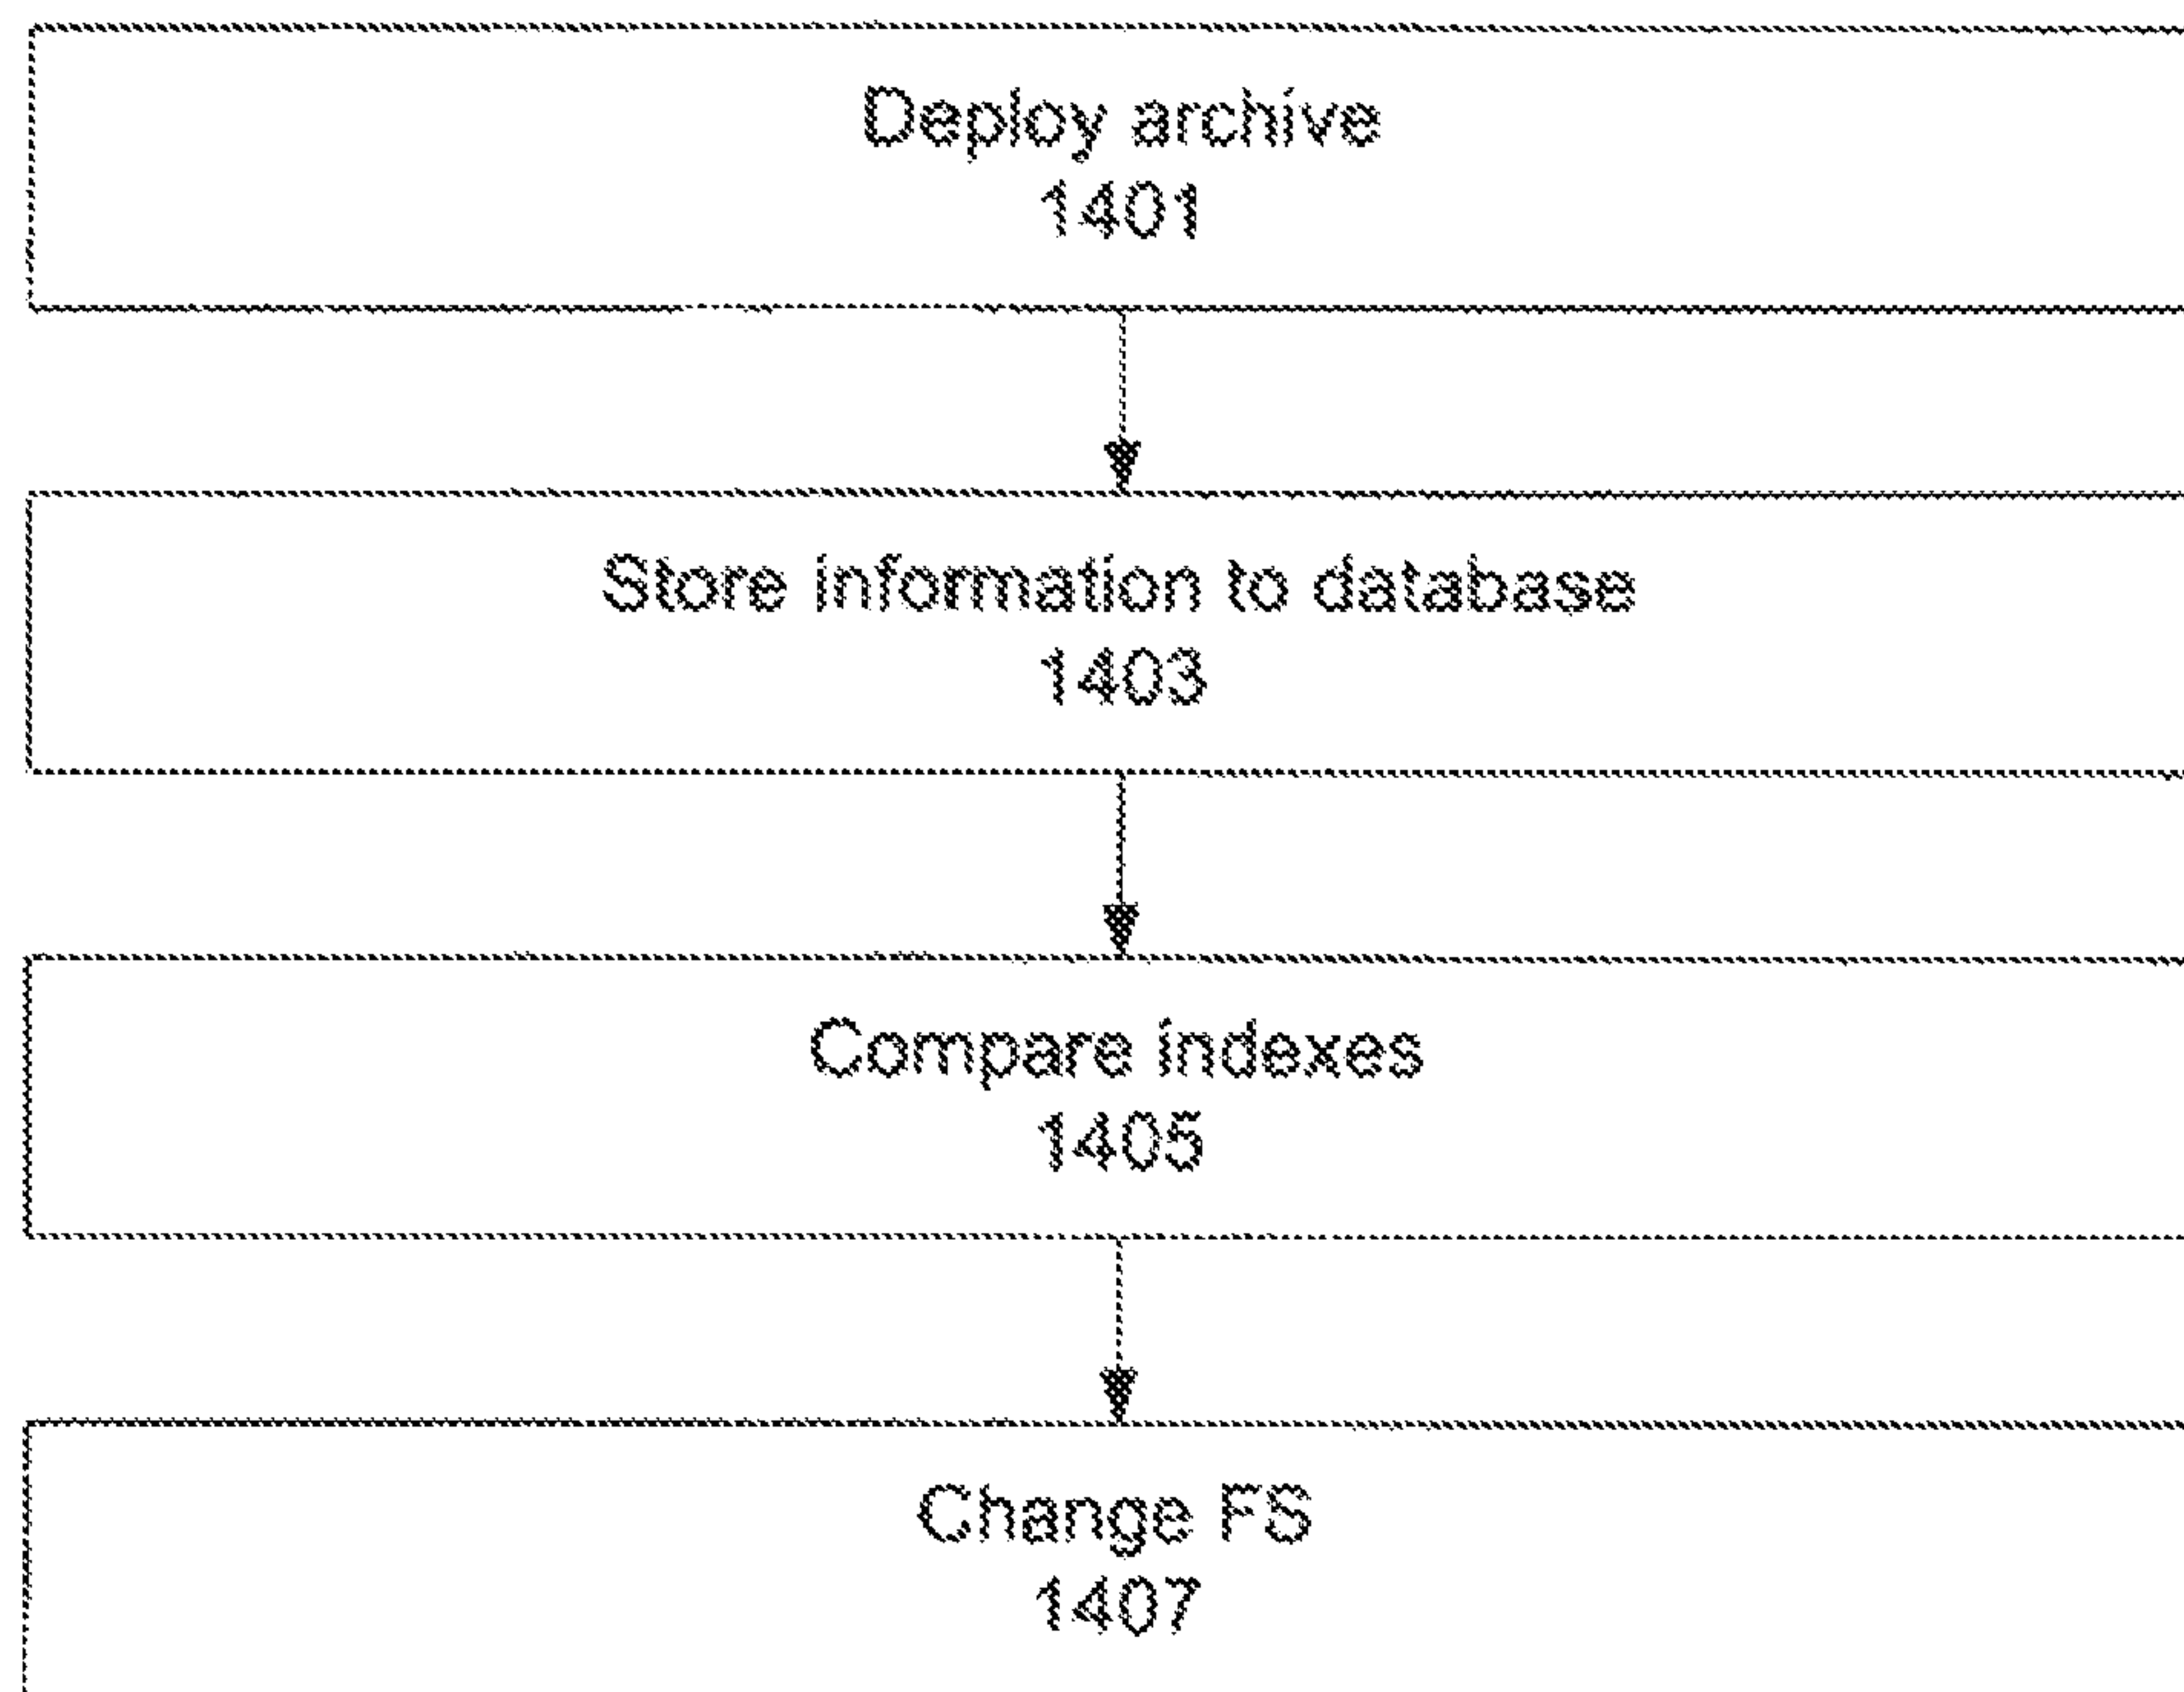 Deploy archive
1401
Store information to database
1403
Compare indexes
1405
Change FS
1407